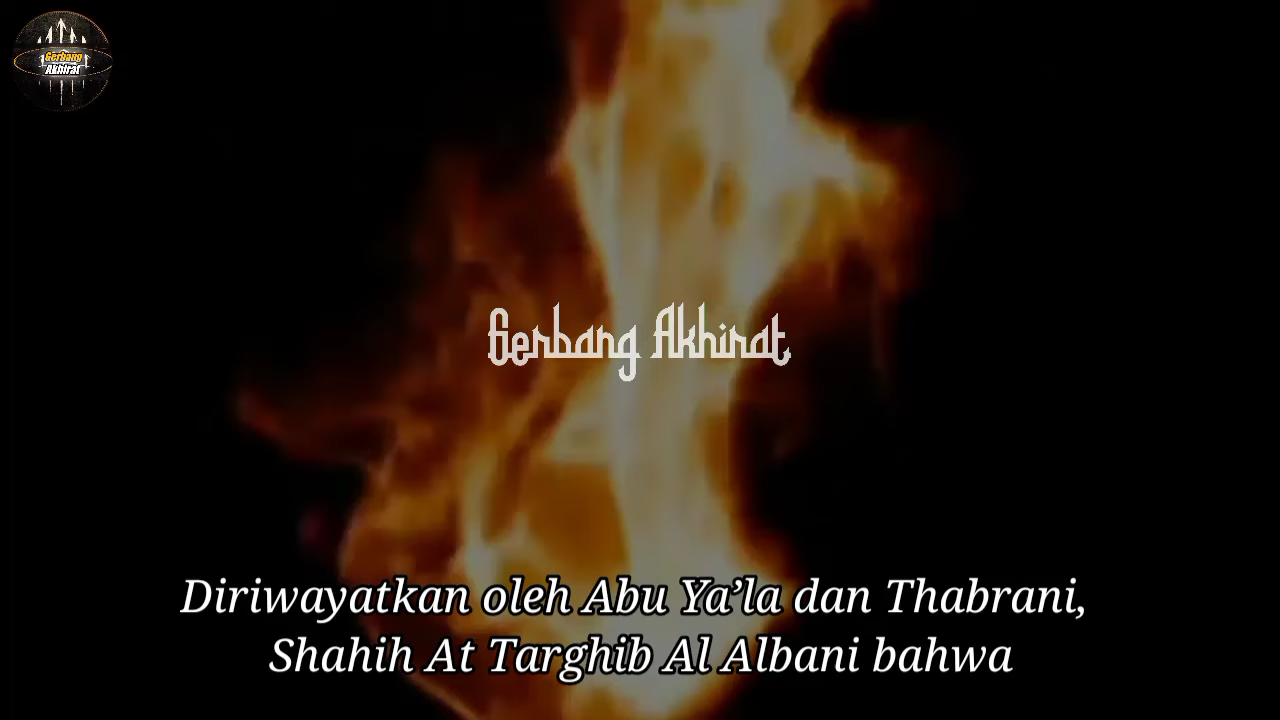 Gerbang
Akhirat
Gerbang Akhirat
Diriwayatkan oleh Abu Ya’la dan Thabrani,
Shahih At Targhib Al Albani bahwa